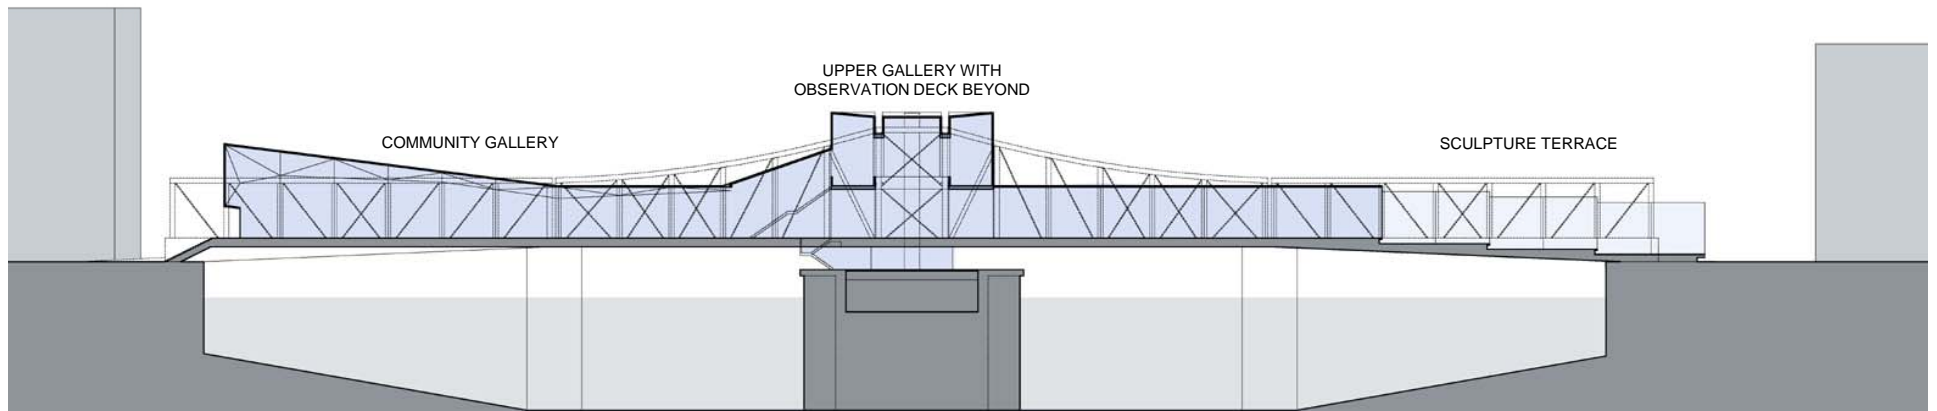 UPPER GALLERY WITH
OBSERVATION DECK BEYOND
COMMUNITY GALLERY
SCULPTURE TERRACE